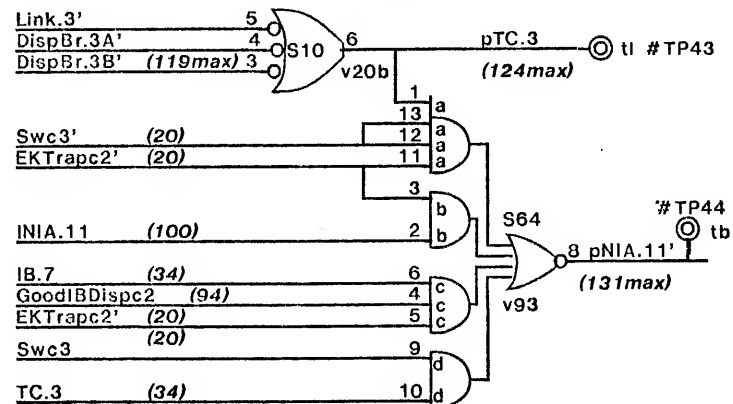 Link.3' 5
DispBr.3A' 4 S10 6 pTC.3 tl #TP43
DispBr.3B' (119max) 3 v20b (124max)
1 a
13 a
Swc3' (20) 12 a
EKTrapc2' (20) 11 a
3 b S64 #TP44
INIA.11 (100) 2 b 8 pNIA.11' tb
IB.7 (34) 6 c (131max)
GoodIBDispc2 (94) 4 c v93
EKTrapc2' (20) 5 c
(20)
Swc3 9 d
TC.3 (34) 10 d